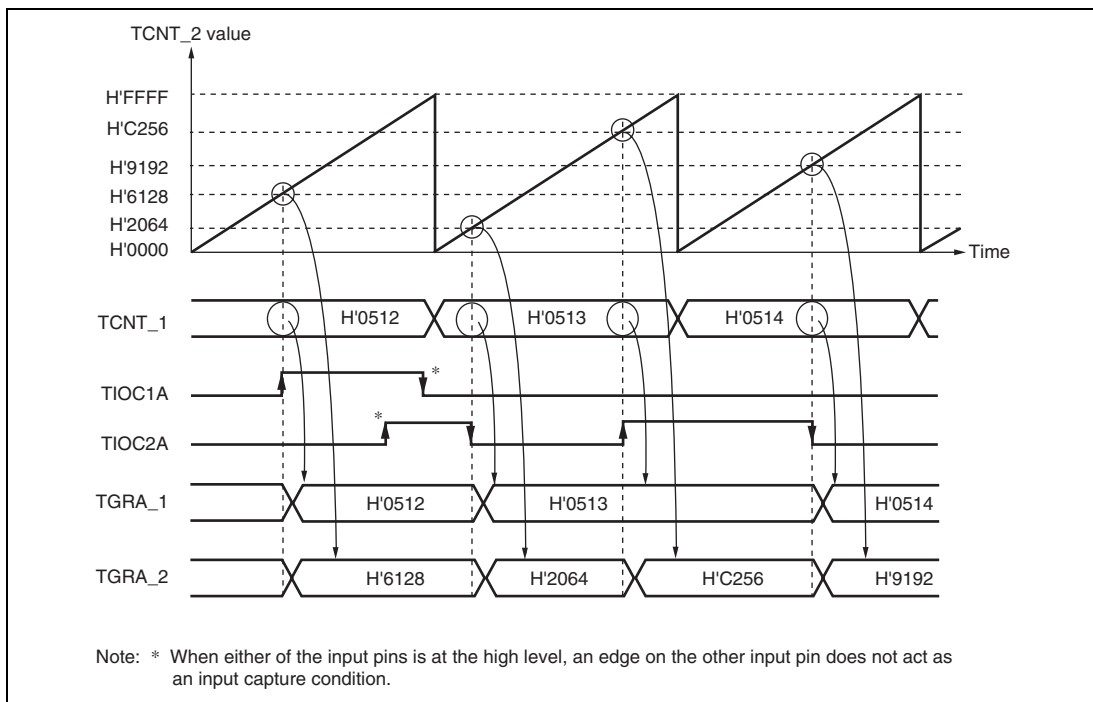 TCNT_2 value
H'FFFF
H'C256
H'9192
H'6128
H'2064
H'0000
Time
TCNT_1 H'0512 H'0513 H'0514
TIOC1A *
TIOC2A *
TGRA_1 H'0512 H'0513 H'0514
TGRA_2 H'6128 H'2064 H'C256 H'9192
Note: * When either of the input pins is at the high level, an edge on the other input pin does not act as
an input capture condition.